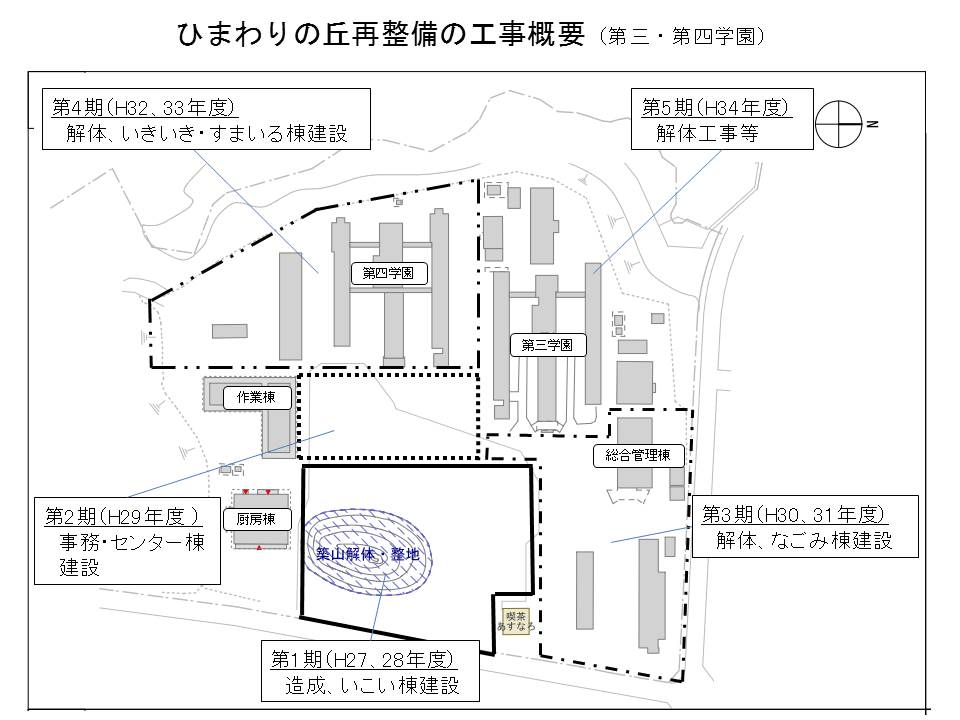 ひまわりの丘再整備の工事概要 (第三・第四学園)
第4期(H32、33年度)
解体、いきいき・すまいる棟建設
第5期(H34年度)
解体工事等
N
第四学園
第三学園
作業棟
総合管理棟
第2期(H29年度)
事務・センター棟
建設
厨房棟
築山解体・整地
第3期(H30、31年度)
解体、なごみ棟建設
喫茶
あすなろ
第1期(H27、28年度)
造成、いこい棟建設